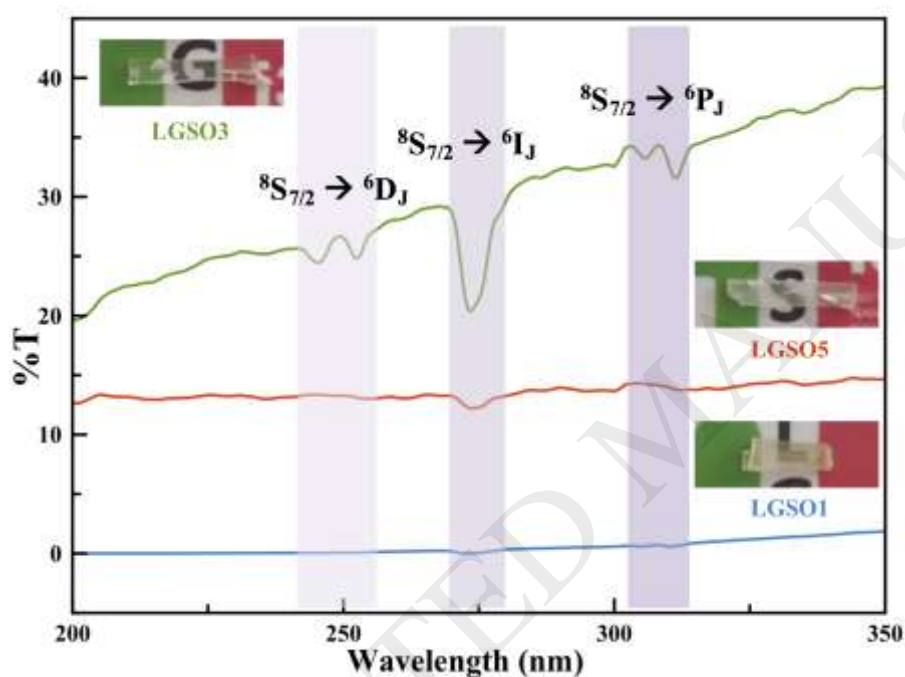 40
30
20
10
0
%T
200
250
300
350
Wavelength (nm)
G
LGSO3
⁸S₇/₂ → ⁶D_J
⁸S₇/₂ → ⁶I_J
⁸S₇/₂ → ⁶P_J
S
LGSO5
LGSO1